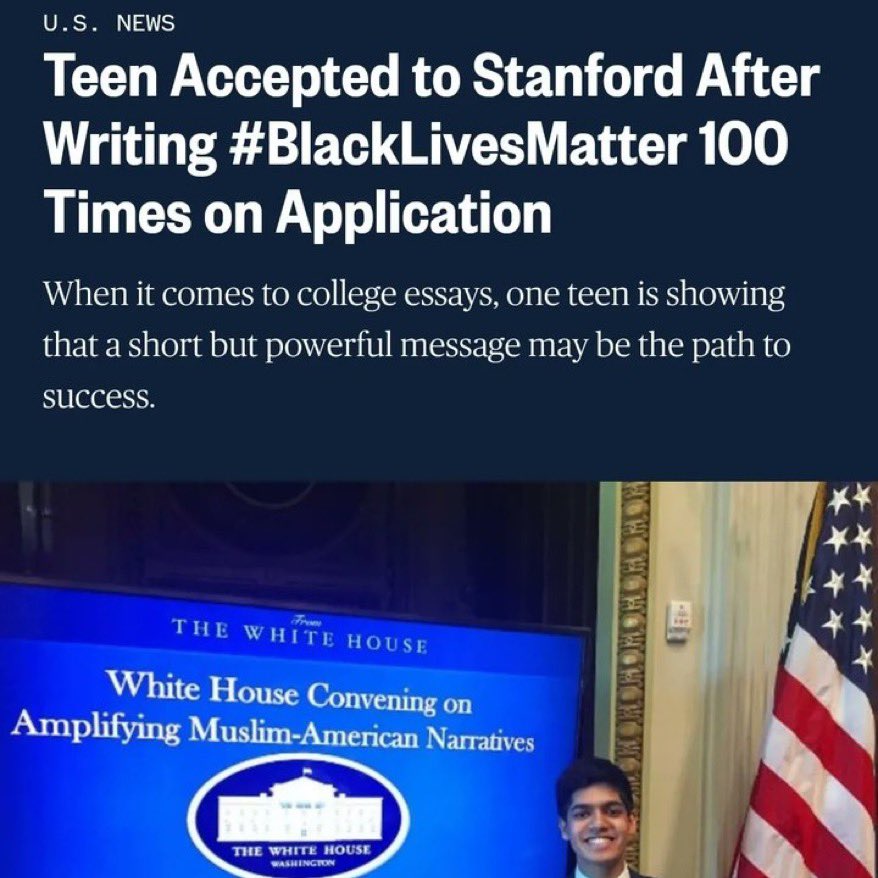 U.S. NEWS
Teen Accepted to Stanford After
Writing #BlackLivesMatter 100
Times on Application
When it comes to college essays, one teen is showing
that a short but powerful message may be the path to
success.
From
THE WHITE HOUSE
White House Convening on
Amplifying Muslim-American Narratives
THE WHITE HOUSE
WASHINGTON